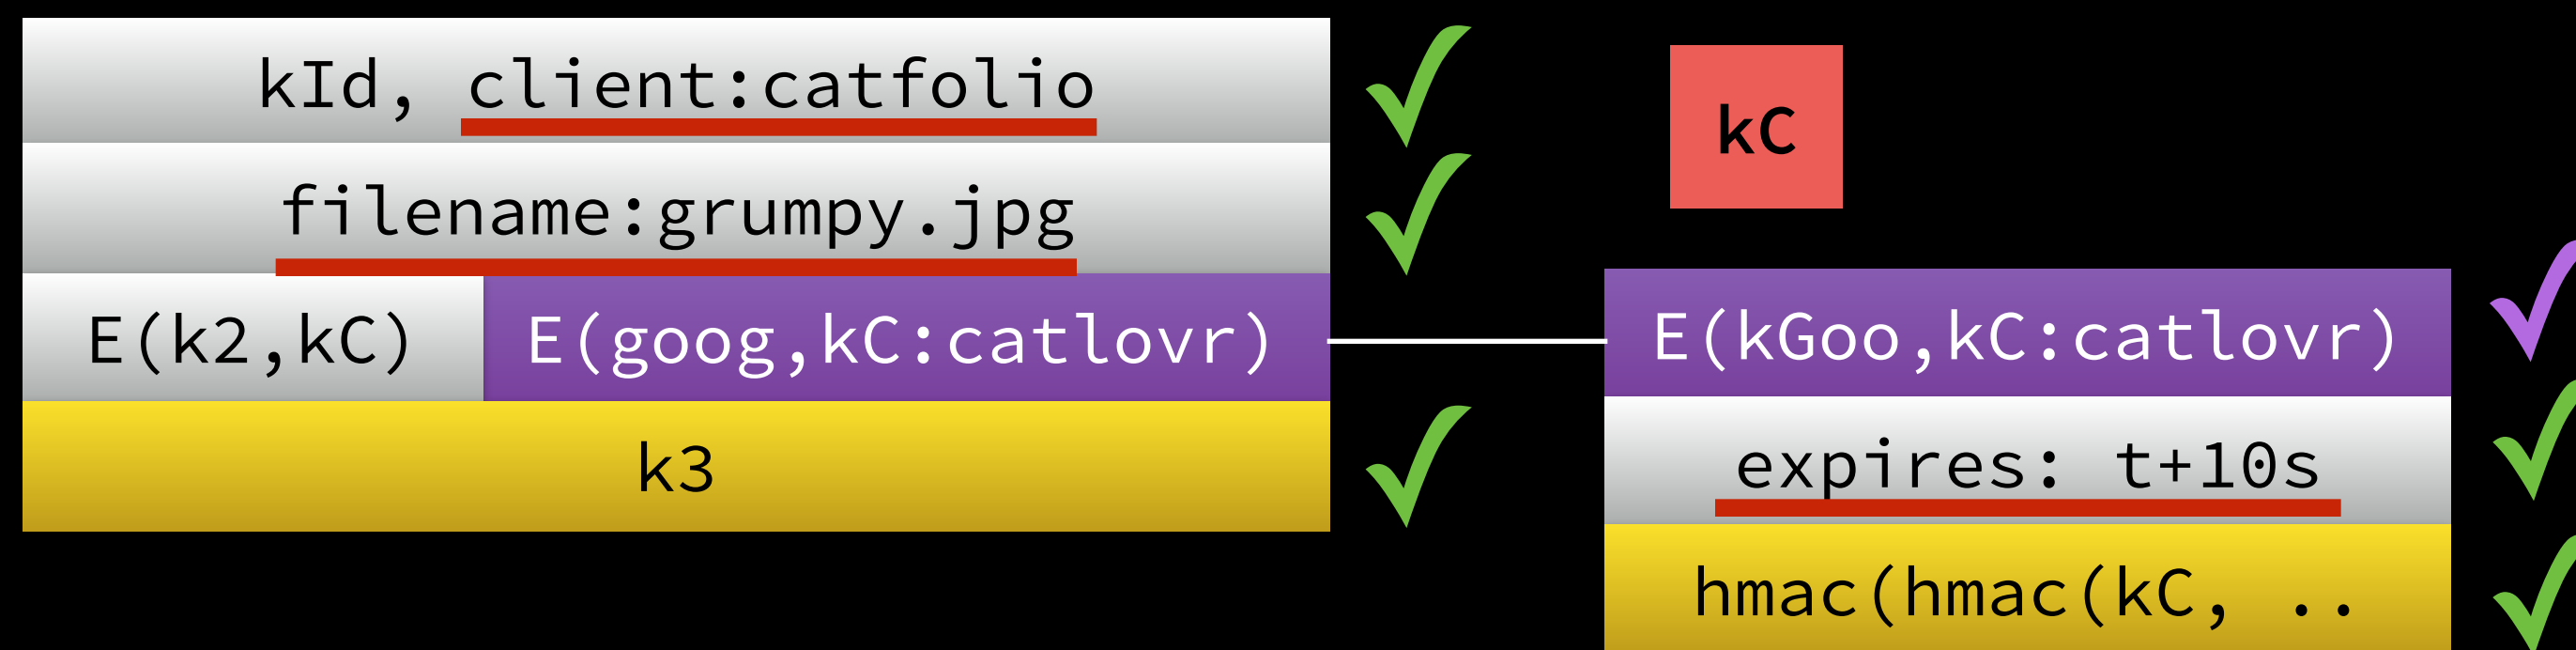 kId, client:catfolio
filename:grumpy.jpg
E(k2,kC) E(goog,kC:catlovr)
k3
kC
E(kGoo,kC:catlovr)
expires: t+10s
hmac(hmac(kC, ..